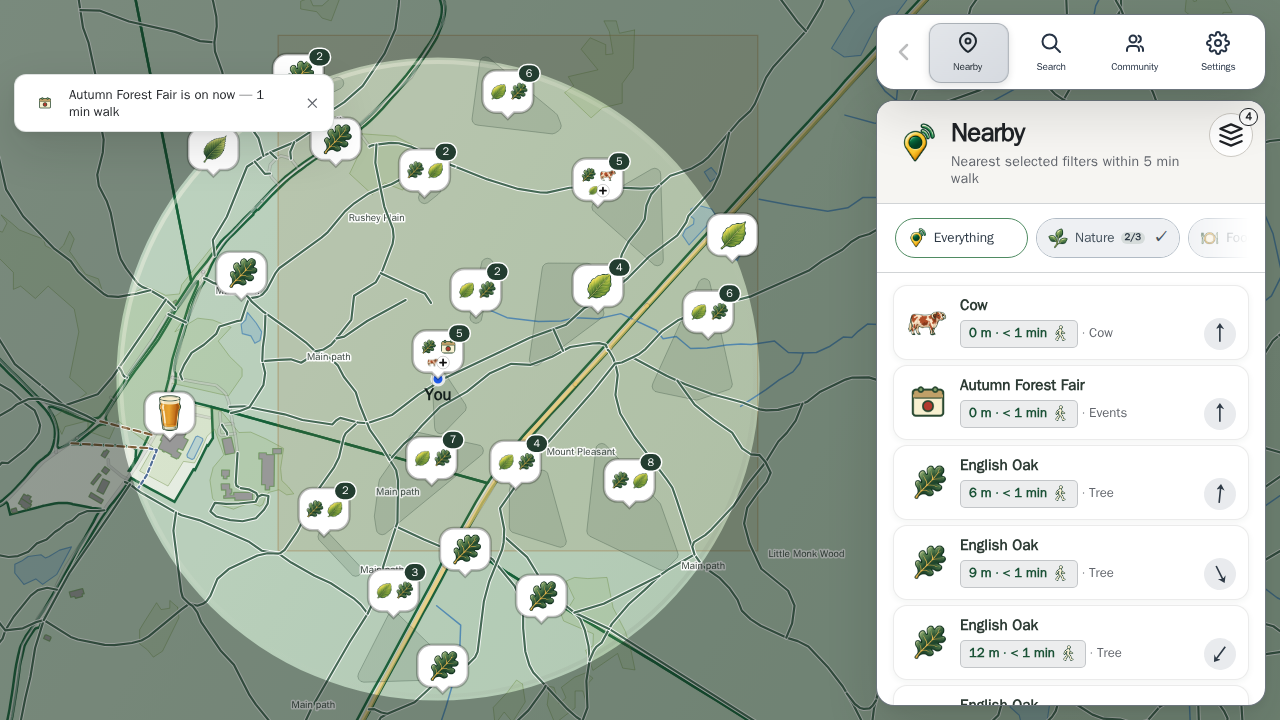 Autumn Forest Fair is on now — 1
min walk
2
6
2
5
Rushey Plain
2
4
6
5
Main path
You
7
4
Mount Pleasant
8
2
Main path
3
Main path
Little Monk Wood
Main path
Nearby
Search
Community
Settings
Nearby
4
Nearest selected filters within 5 min
walk
Everything
Nature 2/3 ✓
Cow
0 m · < 1 min · Cow
Autumn Forest Fair
0 m · < 1 min · Events
English Oak
6 m · < 1 min · Tree
English Oak
9 m · < 1 min · Tree
English Oak
12 m · < 1 min · Tree
English Oak